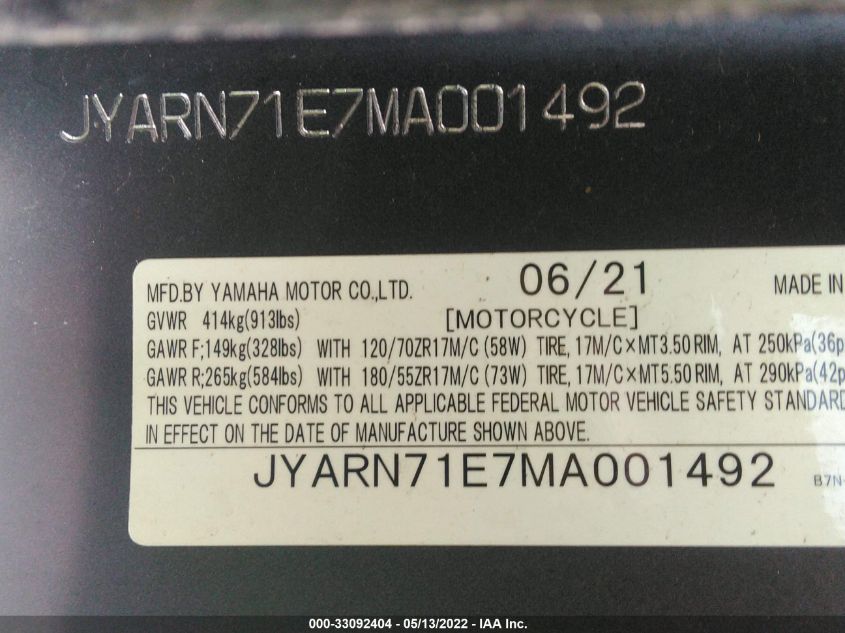 JYARN71E7MA001492
MFD.BY YAMAHA MOTOR CO.,LTD. 06/21 MADE IN
GVWR 414kg(913lbs) [MOTORCYCLE]
GAWR F;149kg(328lbs) WITH 120/70ZR17M/C (58W) TIRE, 17M/C×MT3.50 RIM, AT 250kPa(36p
GAWR R;265kg(584lbs) WITH 180/55ZR17M/C (73W) TIRE, 17M/C×MT5.50 RIM, AT 290kPa(42p
THIS VEHICLE CONFORMS TO ALL APPLICABLE FEDERAL MOTOR VEHICLE SAFETY STANDARD
IN EFFECT ON THE DATE OF MANUFACTURE SHOWN ABOVE.
JYARN71E7MA001492 B7N-
000-33092404 - 05/13/2022 - IAA Inc.